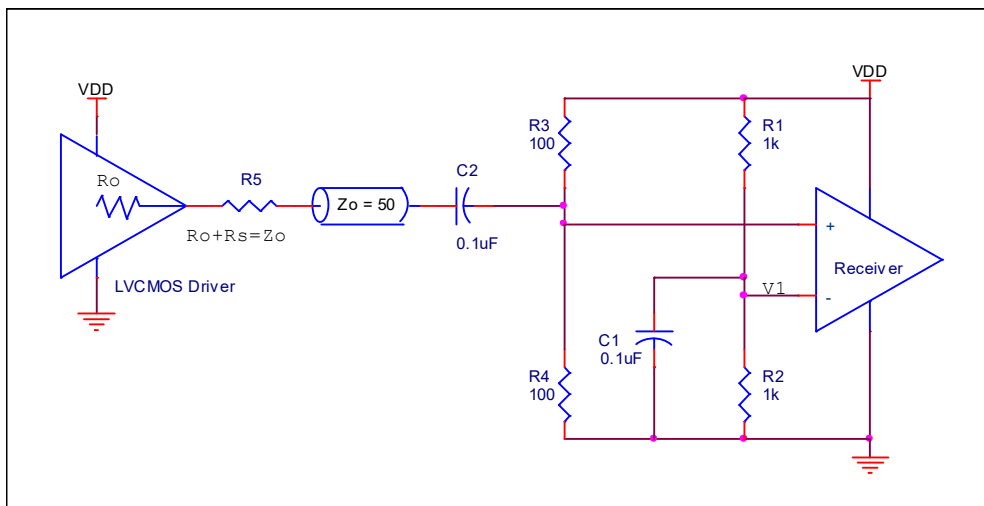 VDD
VDD
R3
100
R1
1k
Ro
R5
C2
Zo = 50
0.1uF
Ro+Rs=Zo
+
Receiver
LVCMOS Driver
V1
-
C1
0.1uF
R4
100
R2
1k